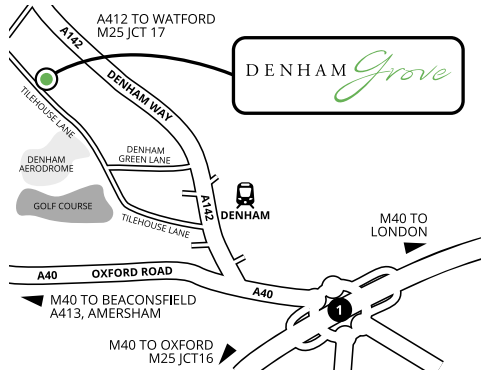 A412 TO WATFORD
M25 JCT 17
A142
DENHAM Grove
DENHAM WAY
TILEHOUSE LANE
DENHAM
GREEN LANE
DENHAM
AERODROME
GOLF COURSE
A142
DENHAM
TILEHOUSE LANE
M40 TO
LONDON
A40
OXFORD ROAD
A40
M40 TO BEACONSFIELD
A413, AMERSHAM
1
M40 TO OXFORD
M25 JCT16